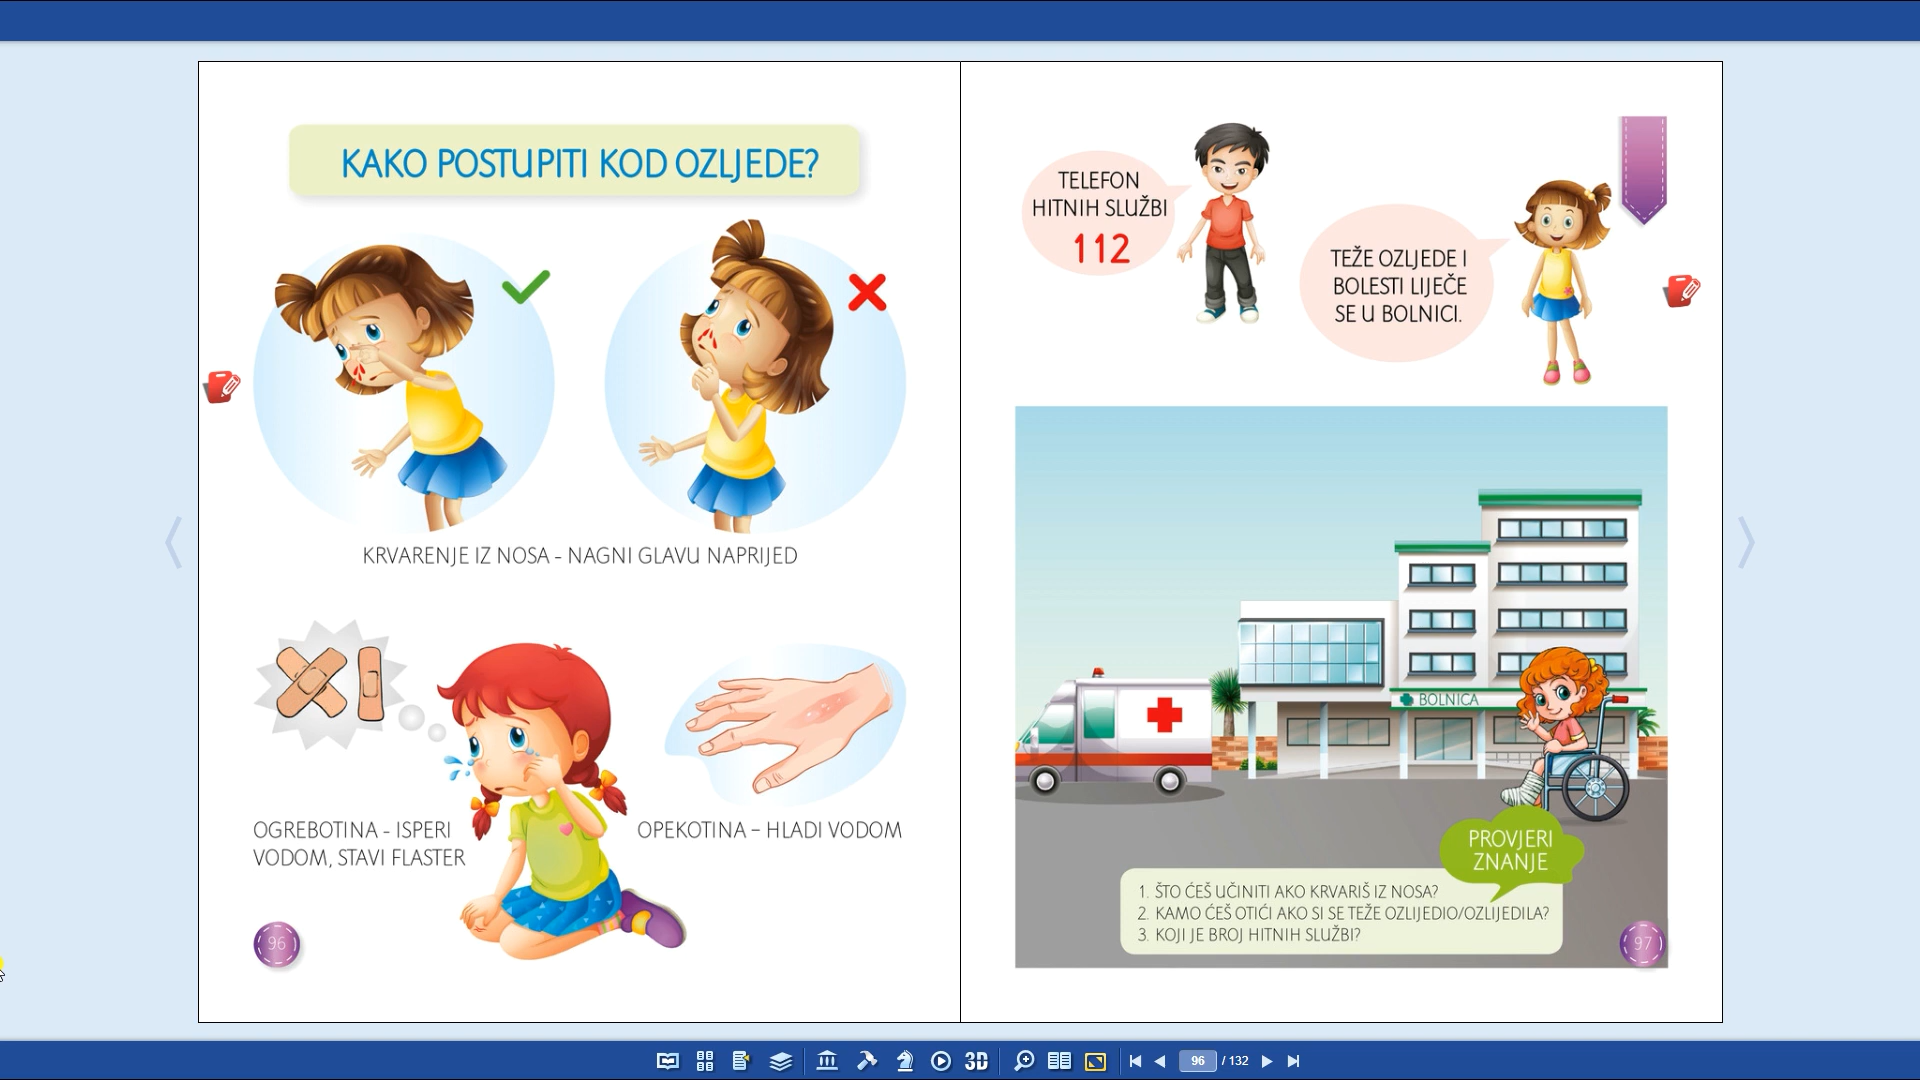 KAKO POSTUPITI KOD OZLJEDE?
KRVARENJE IZ NOSA - NAGNI GLAVU NAPRIJED
OGREBOTINA - ISPERI
VODOM, STAVI FLASTER
OPEKOTINA – HLADI VODOM
96
TELEFON
HITNIH SLUŽBI
112
TEŽE OZLJEDE I
BOLESTI LIJEČE
SE U BOLNICI.
BOLNICA
PROVJERI
ZNANJE
1. ŠTO ĆEŠ UČINITI AKO KRVARIŠ IZ NOSA?
2. KAMO ĆEŠ OTIĆI AKO SI SE TEŽE OZLIJEDIO/OZLIJEDILA?
3. KOJI JE BROJ HITNIH SLUŽBI?
97
3D
96 / 132